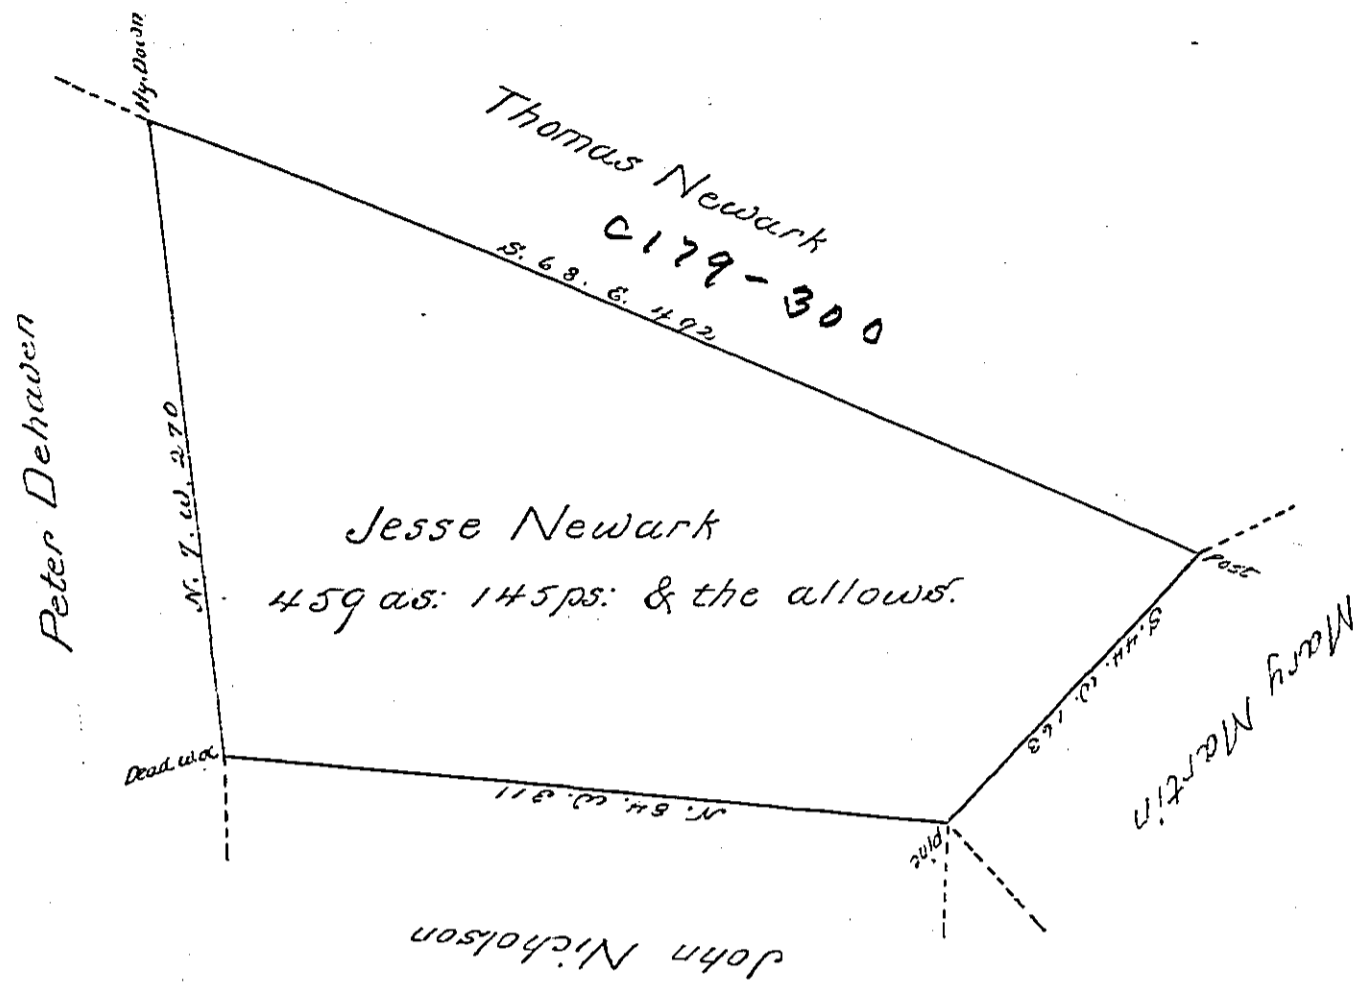 Hy. Down
Thomas Newark
C179-300
S. 68. E. 492
Peter Dehaven
N. 7. W. 270
Jesse Newark
459 as: 145 ps: & the allows.
Post
S. 44. W. 163
Mary Martin
Dead w.o.
N. 84. W. 311
Pine
John Nicholson